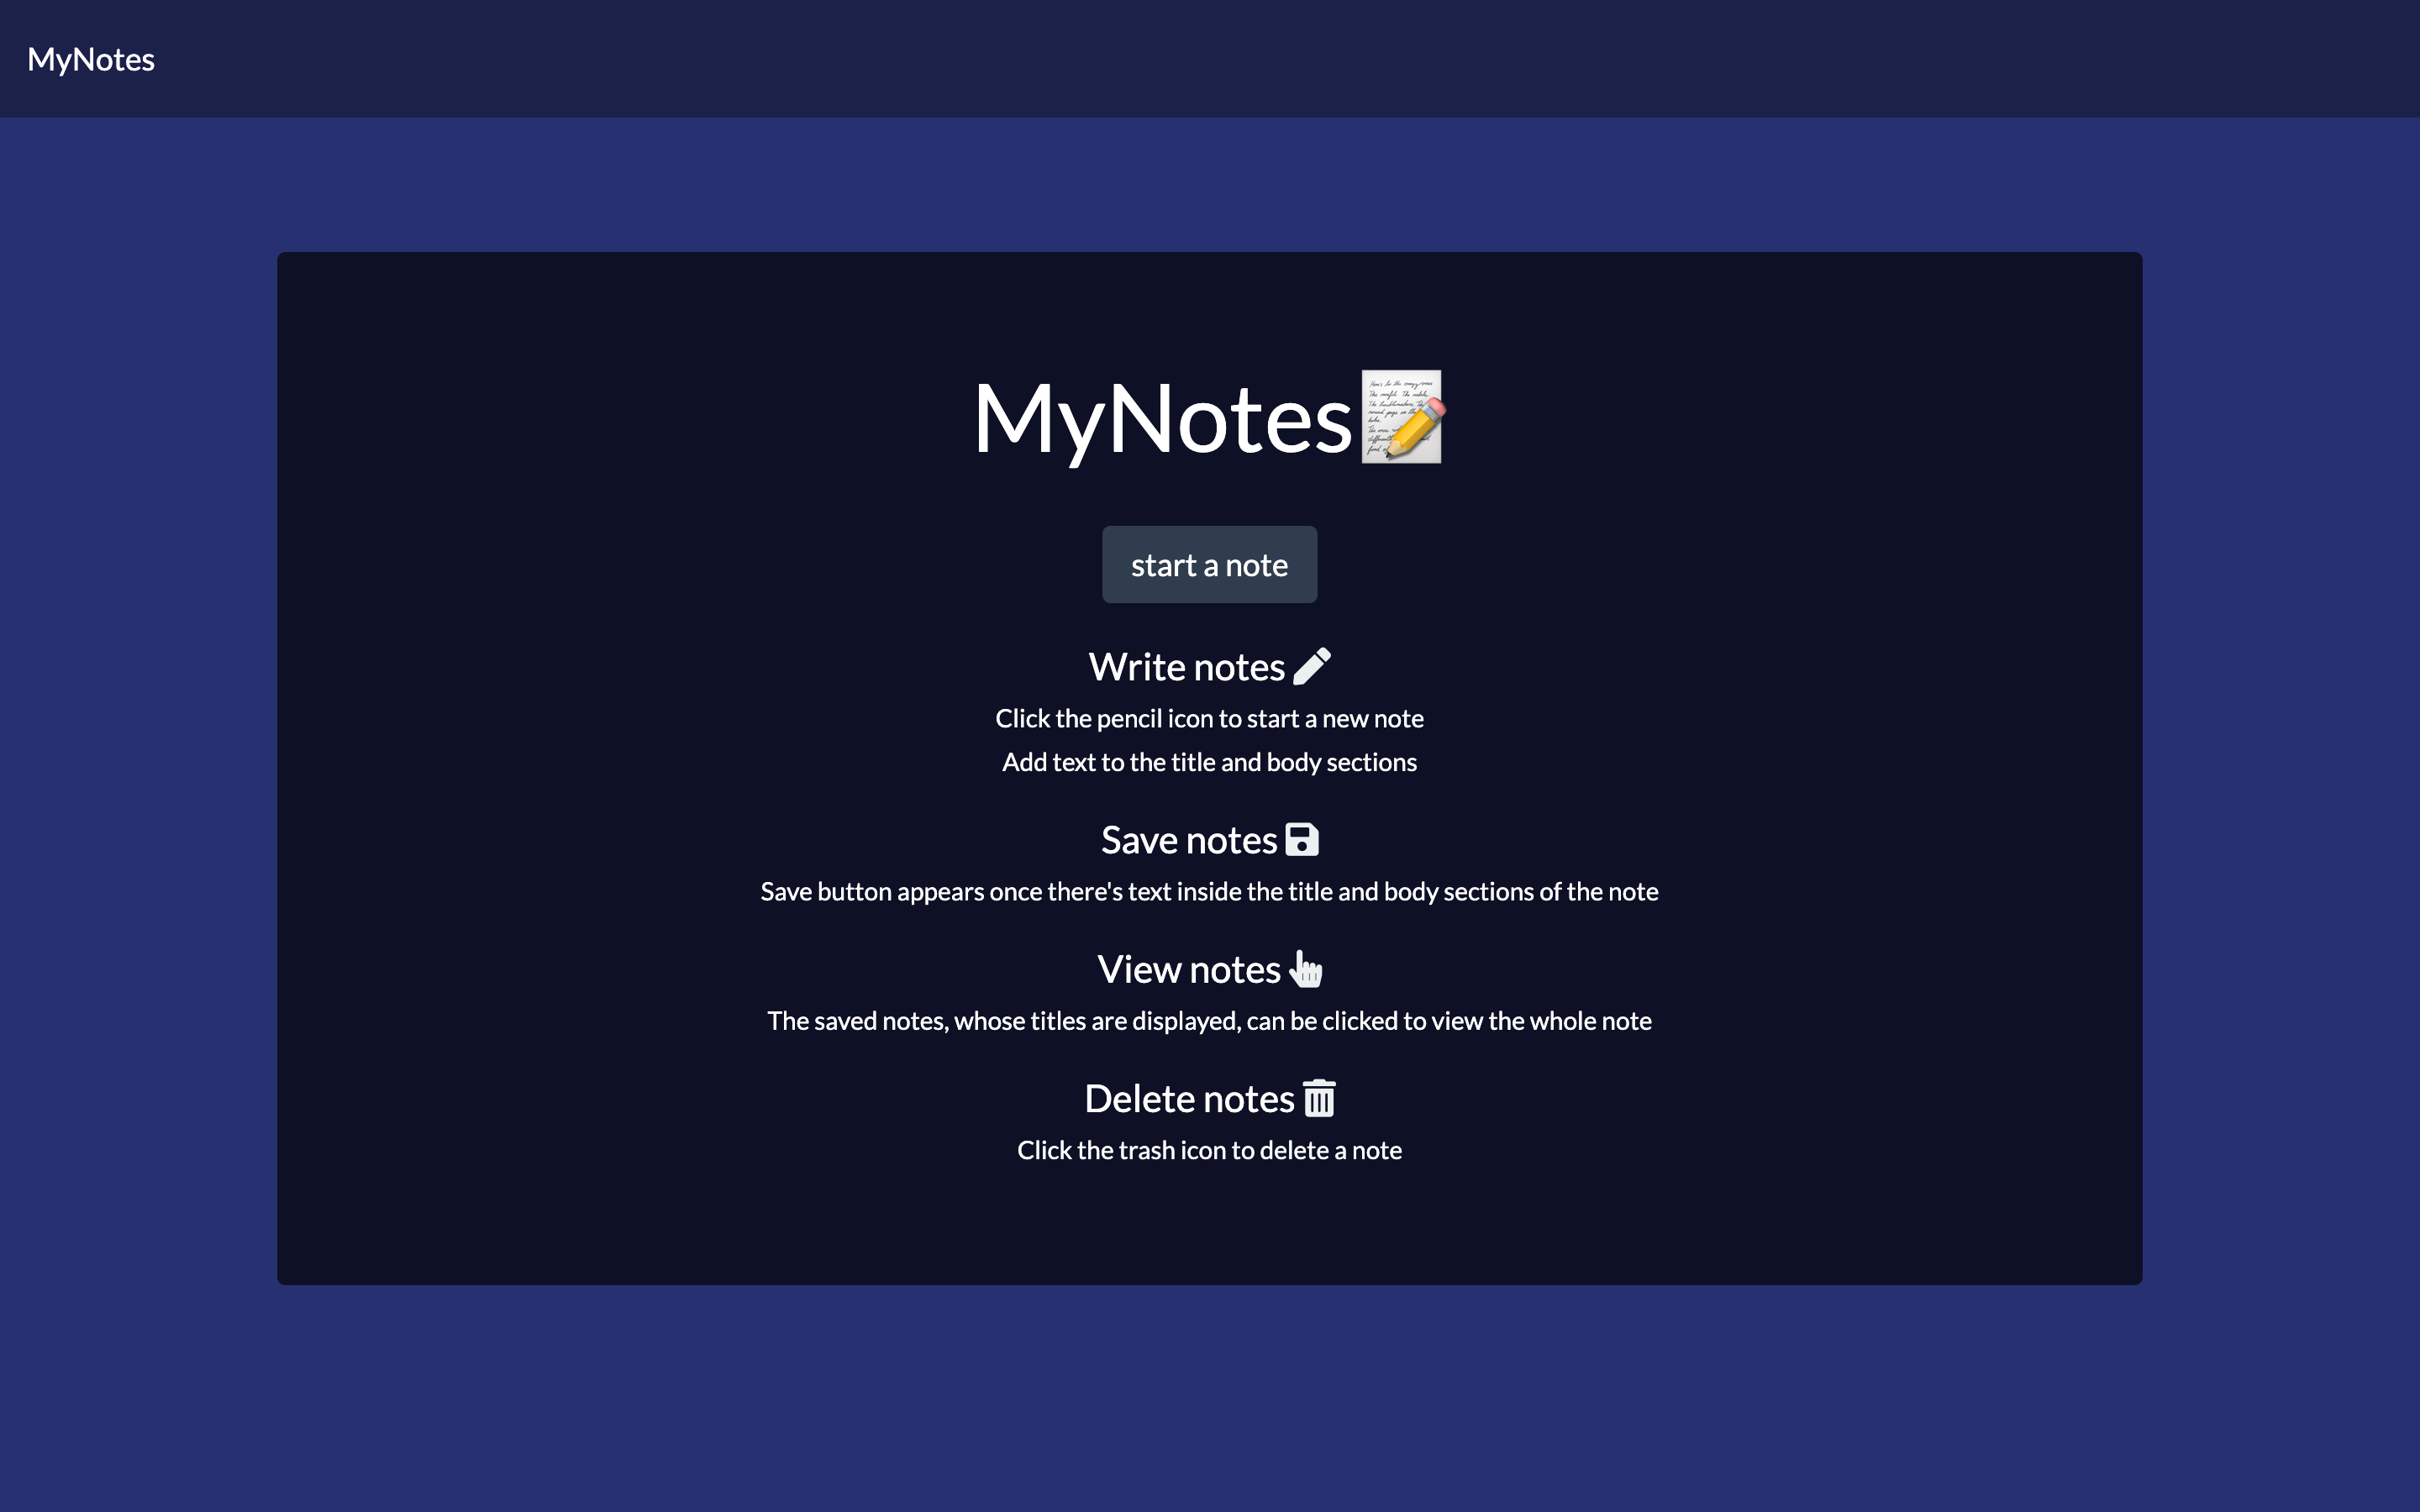 MyNotes
MyNotes📝
start a note
Write notes
Click the pencil icon to start a new note
Add text to the title and body sections
Save notes
Save button appears once there's text inside the title and body sections of the note
View notes
The saved notes, whose titles are displayed, can be clicked to view the whole note
Delete notes
Click the trash icon to delete a note